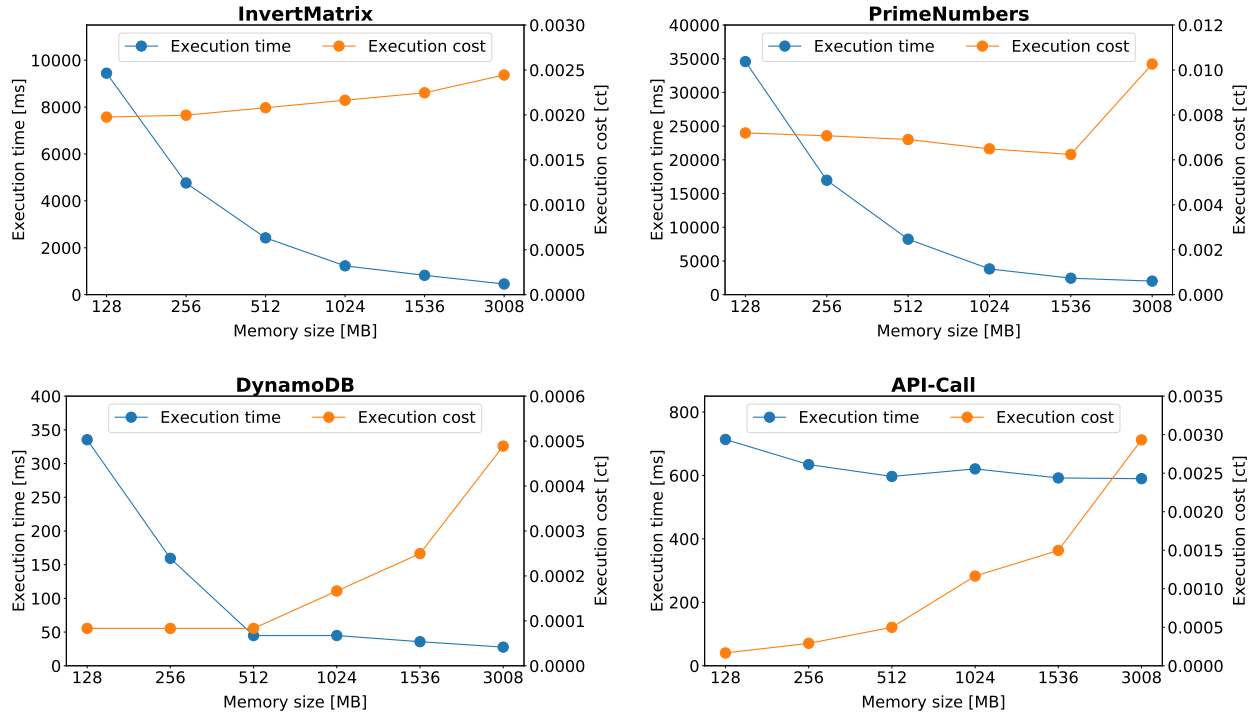 InvertMatrix
Execution time Execution cost
Execution time [ms]
0
2000
4000
6000
8000
10000
0.0000
0.0005
0.0010
0.0015
0.0020
0.0025
0.0030
Execution cost [ct]
128 256 512 1024 1536 3008
Memory size [MB]
PrimeNumbers
Execution time Execution cost
Execution time [ms]
0
5000
10000
15000
20000
25000
30000
35000
40000
0.000
0.002
0.004
0.006
0.008
0.010
0.012
Execution cost [ct]
128 256 512 1024 1536 3008
Memory size [MB]
DynamoDB
Execution time Execution cost
Execution time [ms]
0
50
100
150
200
250
300
350
400
0.0000
0.0001
0.0002
0.0003
0.0004
0.0005
0.0006
Execution cost [ct]
128 256 512 1024 1536 3008
Memory size [MB]
API-Call
Execution time Execution cost
Execution time [ms]
0
200
400
600
800
0.0000
0.0005
0.0010
0.0015
0.0020
0.0025
0.0030
0.0035
Execution cost [ct]
128 256 512 1024 1536 3008
Memory size [MB]